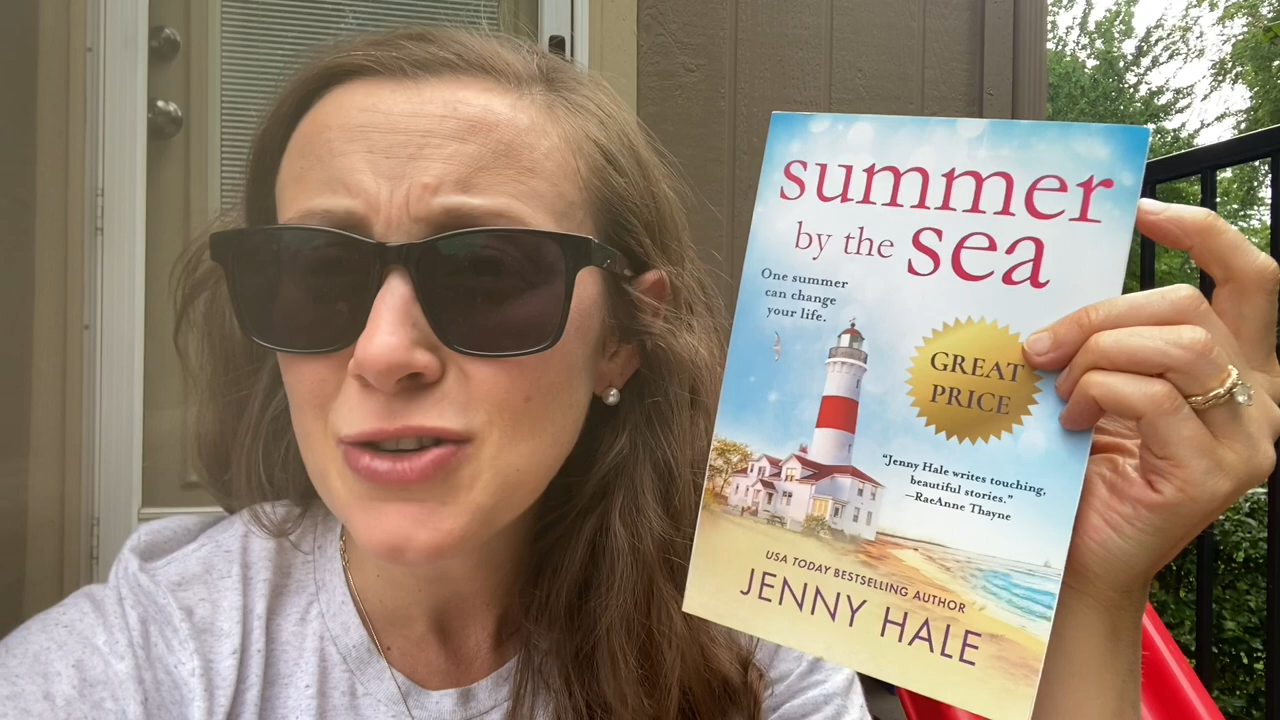 summer
by the sea
One summer
can change
your life.
GREAT
PRICE
“Jenny Hale writes touching,
beautiful stories.”
—RaeAnne Thayne
USA TODAY BESTSELLING AUTHOR
JENNY HALE